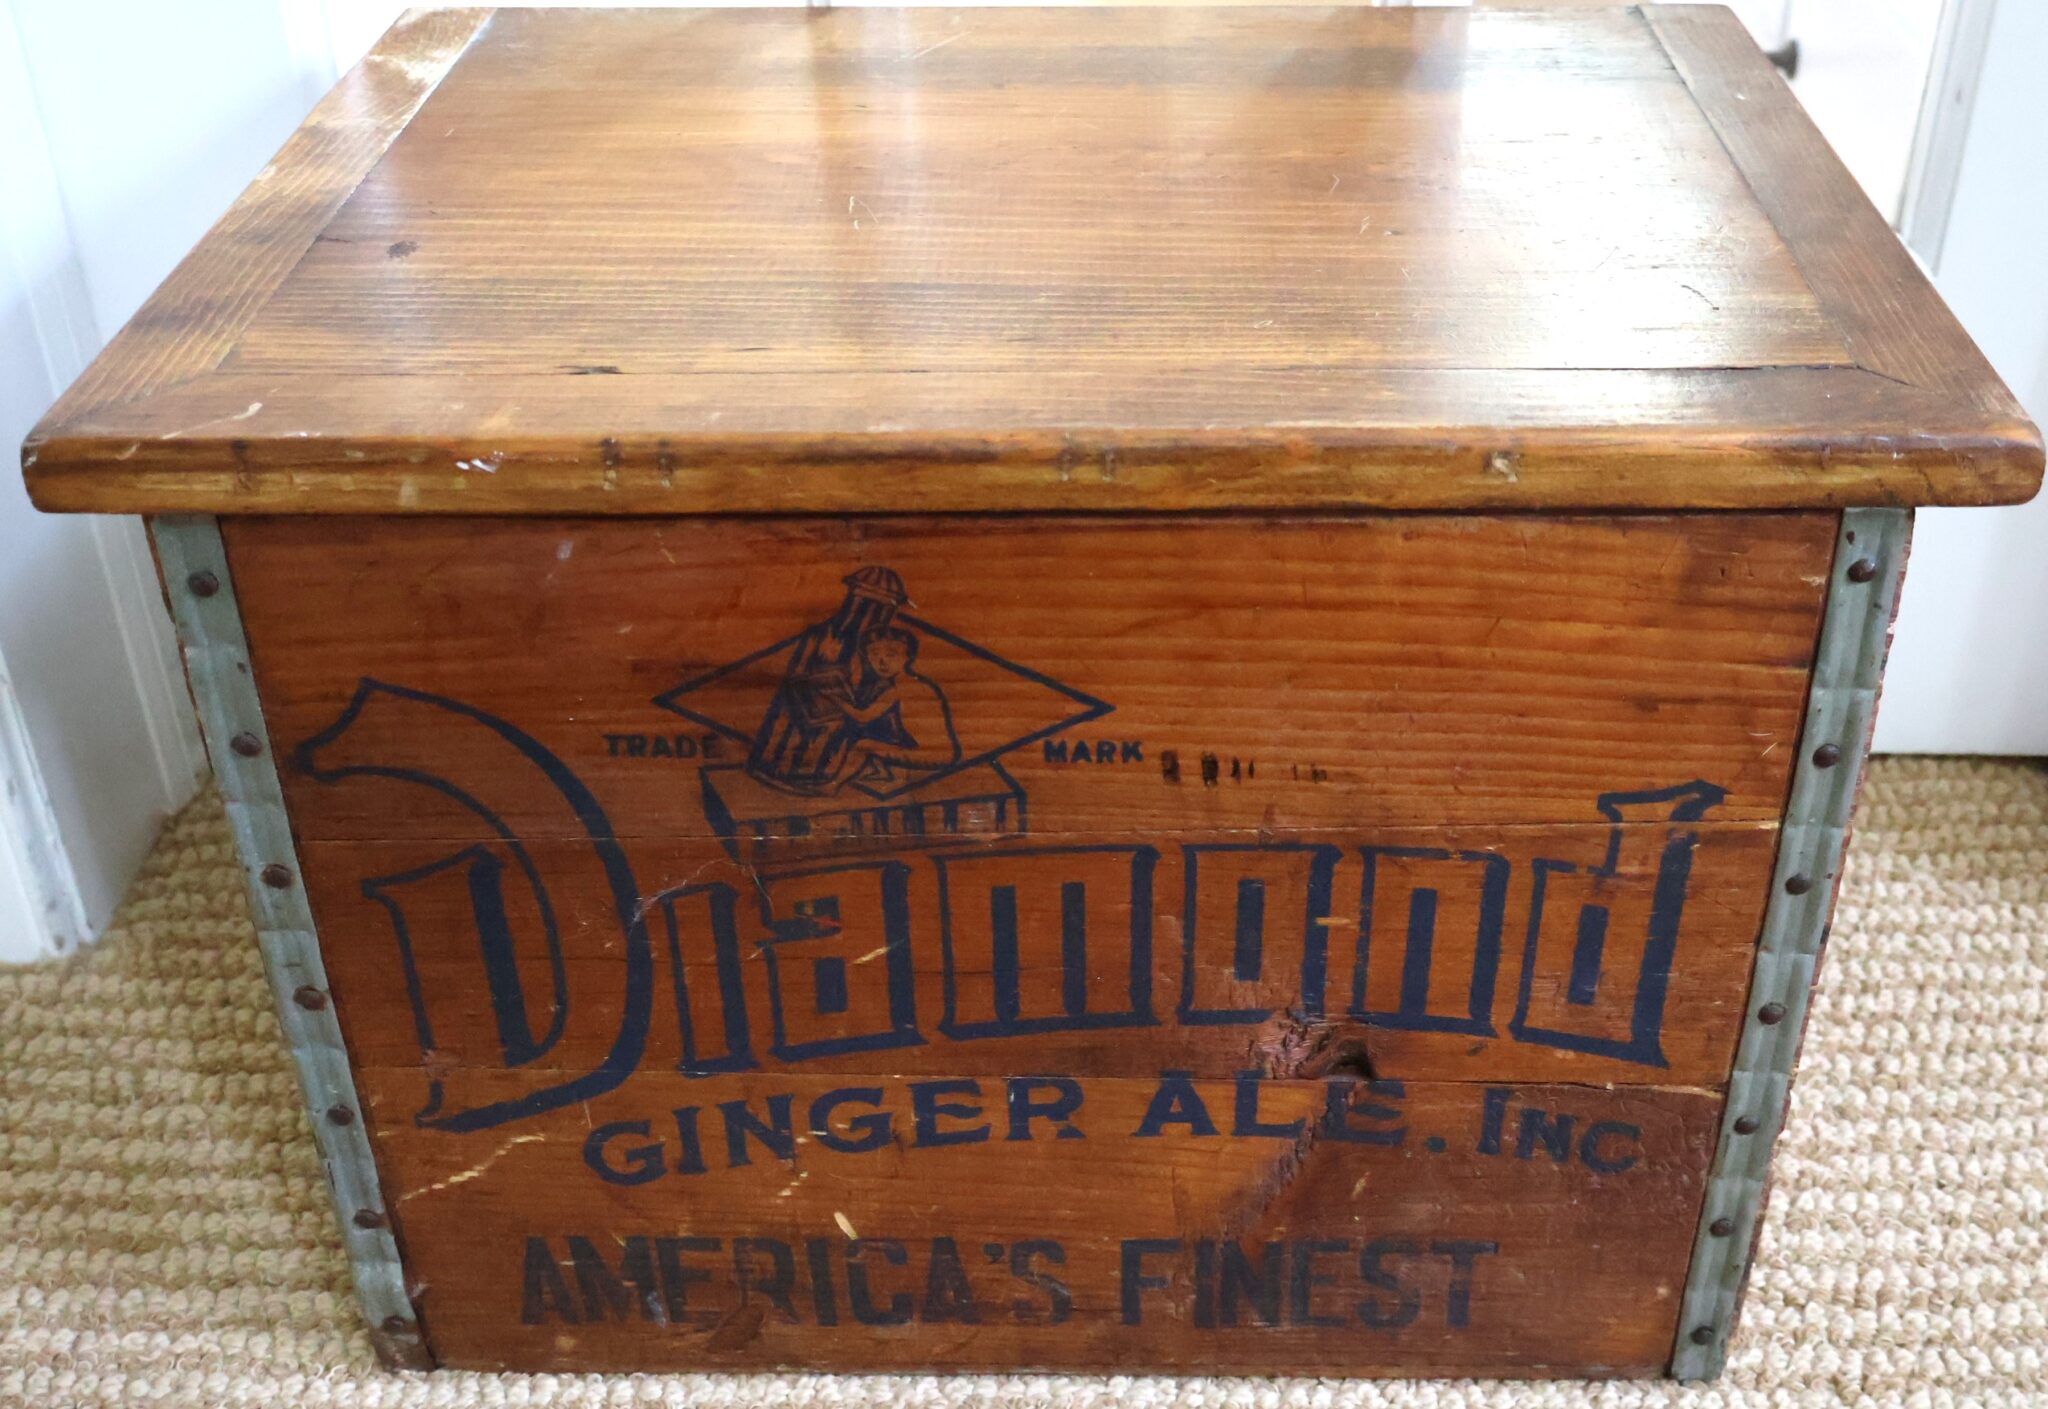 TRADE MARK
Diamond
GINGER ALE. INC
AMERICA'S FINEST